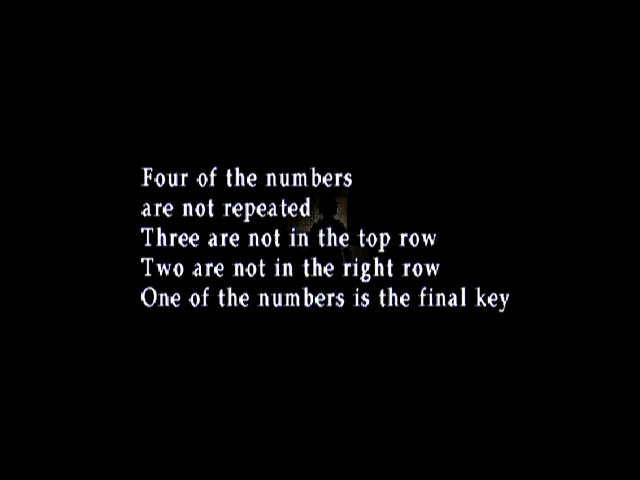 Four of the numbers
are not repeated
Three are not in the top row
Two are not in the right row
One of the numbers is the final key